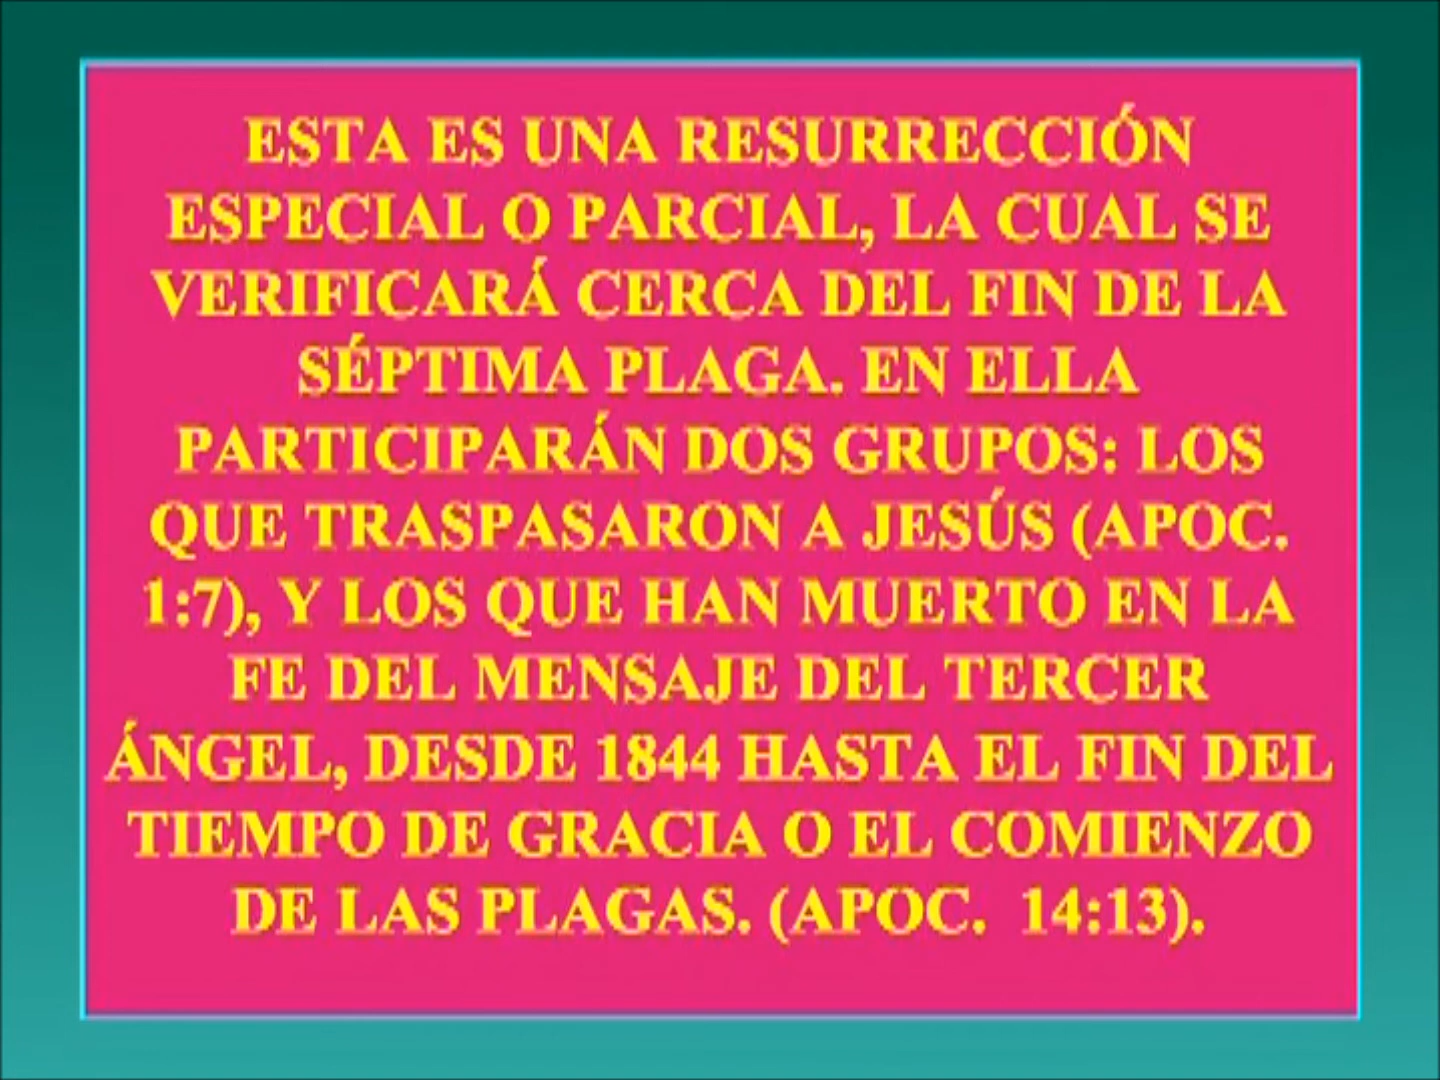 ESTA ES UNA RESURRECCIÓN
ESPECIAL O PARCIAL, LA CUAL SE
VERIFICARÁ CERCA DEL FIN DE LA
SÉPTIMA PLAGA. EN ELLA
PARTICIPARÁN DOS GRUPOS: LOS
QUE TRASPASARON A JESÚS (APOC.
1:7), Y LOS QUE HAN MUERTO EN LA
FE DEL MENSAJE DEL TERCER
ÁNGEL, DESDE 1844 HASTA EL FIN DEL
TIEMPO DE GRACIA O EL COMIENZO
DE LAS PLAGAS. (APOC.  14:13).